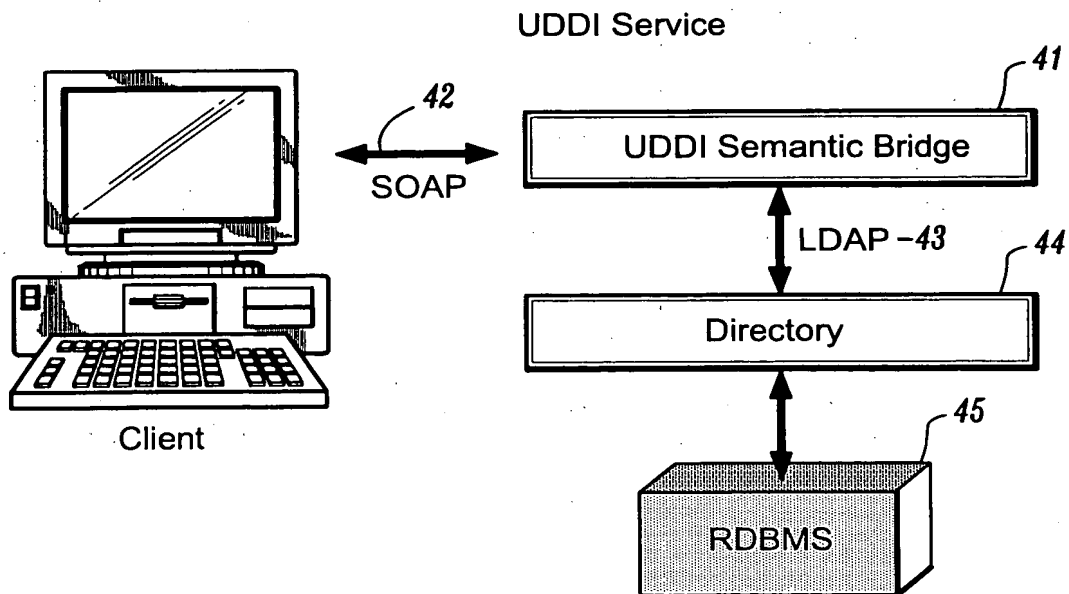 UDDI Service
41
42
UDDI Semantic Bridge
SOAP
LDAP -43
44
Directory
Client
45
RDBMS